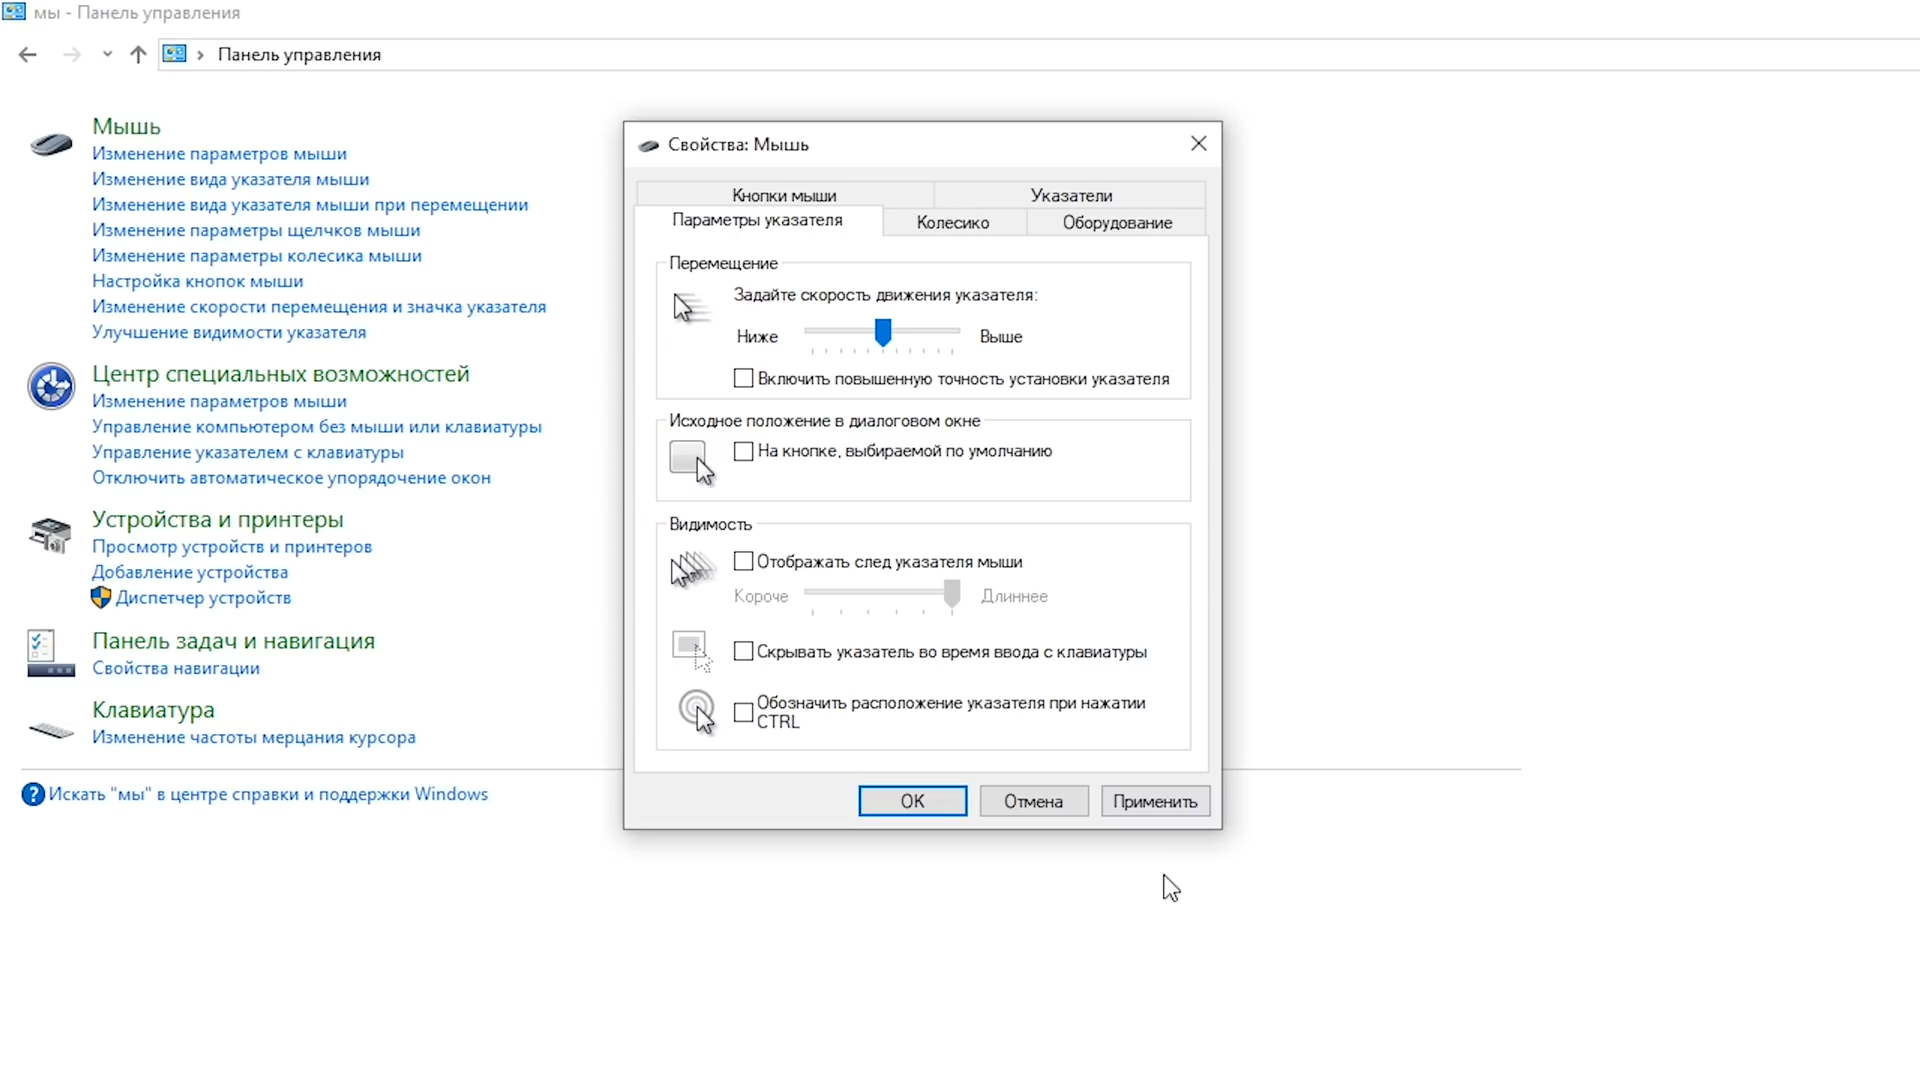 мы - Панель управления
Панель управления
Мышь
Изменение параметров мыши
Изменение вида указателя мыши
Изменение вида указателя мыши при перемещении
Изменение параметры щелчков мыши
Изменение параметры колесика мыши
Настройка кнопок мыши
Изменение скорости перемещения и значка указателя
Улучшение видимости указателя
Центр специальных возможностей
Изменение параметров мыши
Управление компьютером без мыши или клавиатуры
Управление указателем с клавиатуры
Отключить автоматическое упорядочение окон
Устройства и принтеры
Просмотр устройств и принтеров
Добавление устройства
Диспетчер устройств
Панель задач и навигация
Свойства навигации
Клавиатура
Изменение частоты мерцания курсора
Искать "мы" в центре справки и поддержки Windows
Свойства: Мышь
Кнопки мыши
Указатели
Параметры указателя
Колесико
Оборудование
Перемещение
Задайте скорость движения указателя:
Ниже
Выше
Включить повышенную точность установки указателя
Исходное положение в диалоговом окне
На кнопке, выбираемой по умолчанию
Видимость
Отображать след указателя мыши
Короче
Длиннее
Скрывать указатель во время ввода с клавиатуры
Обозначить расположение указателя при нажатии
CTRL
ОК
Отмена
Применить